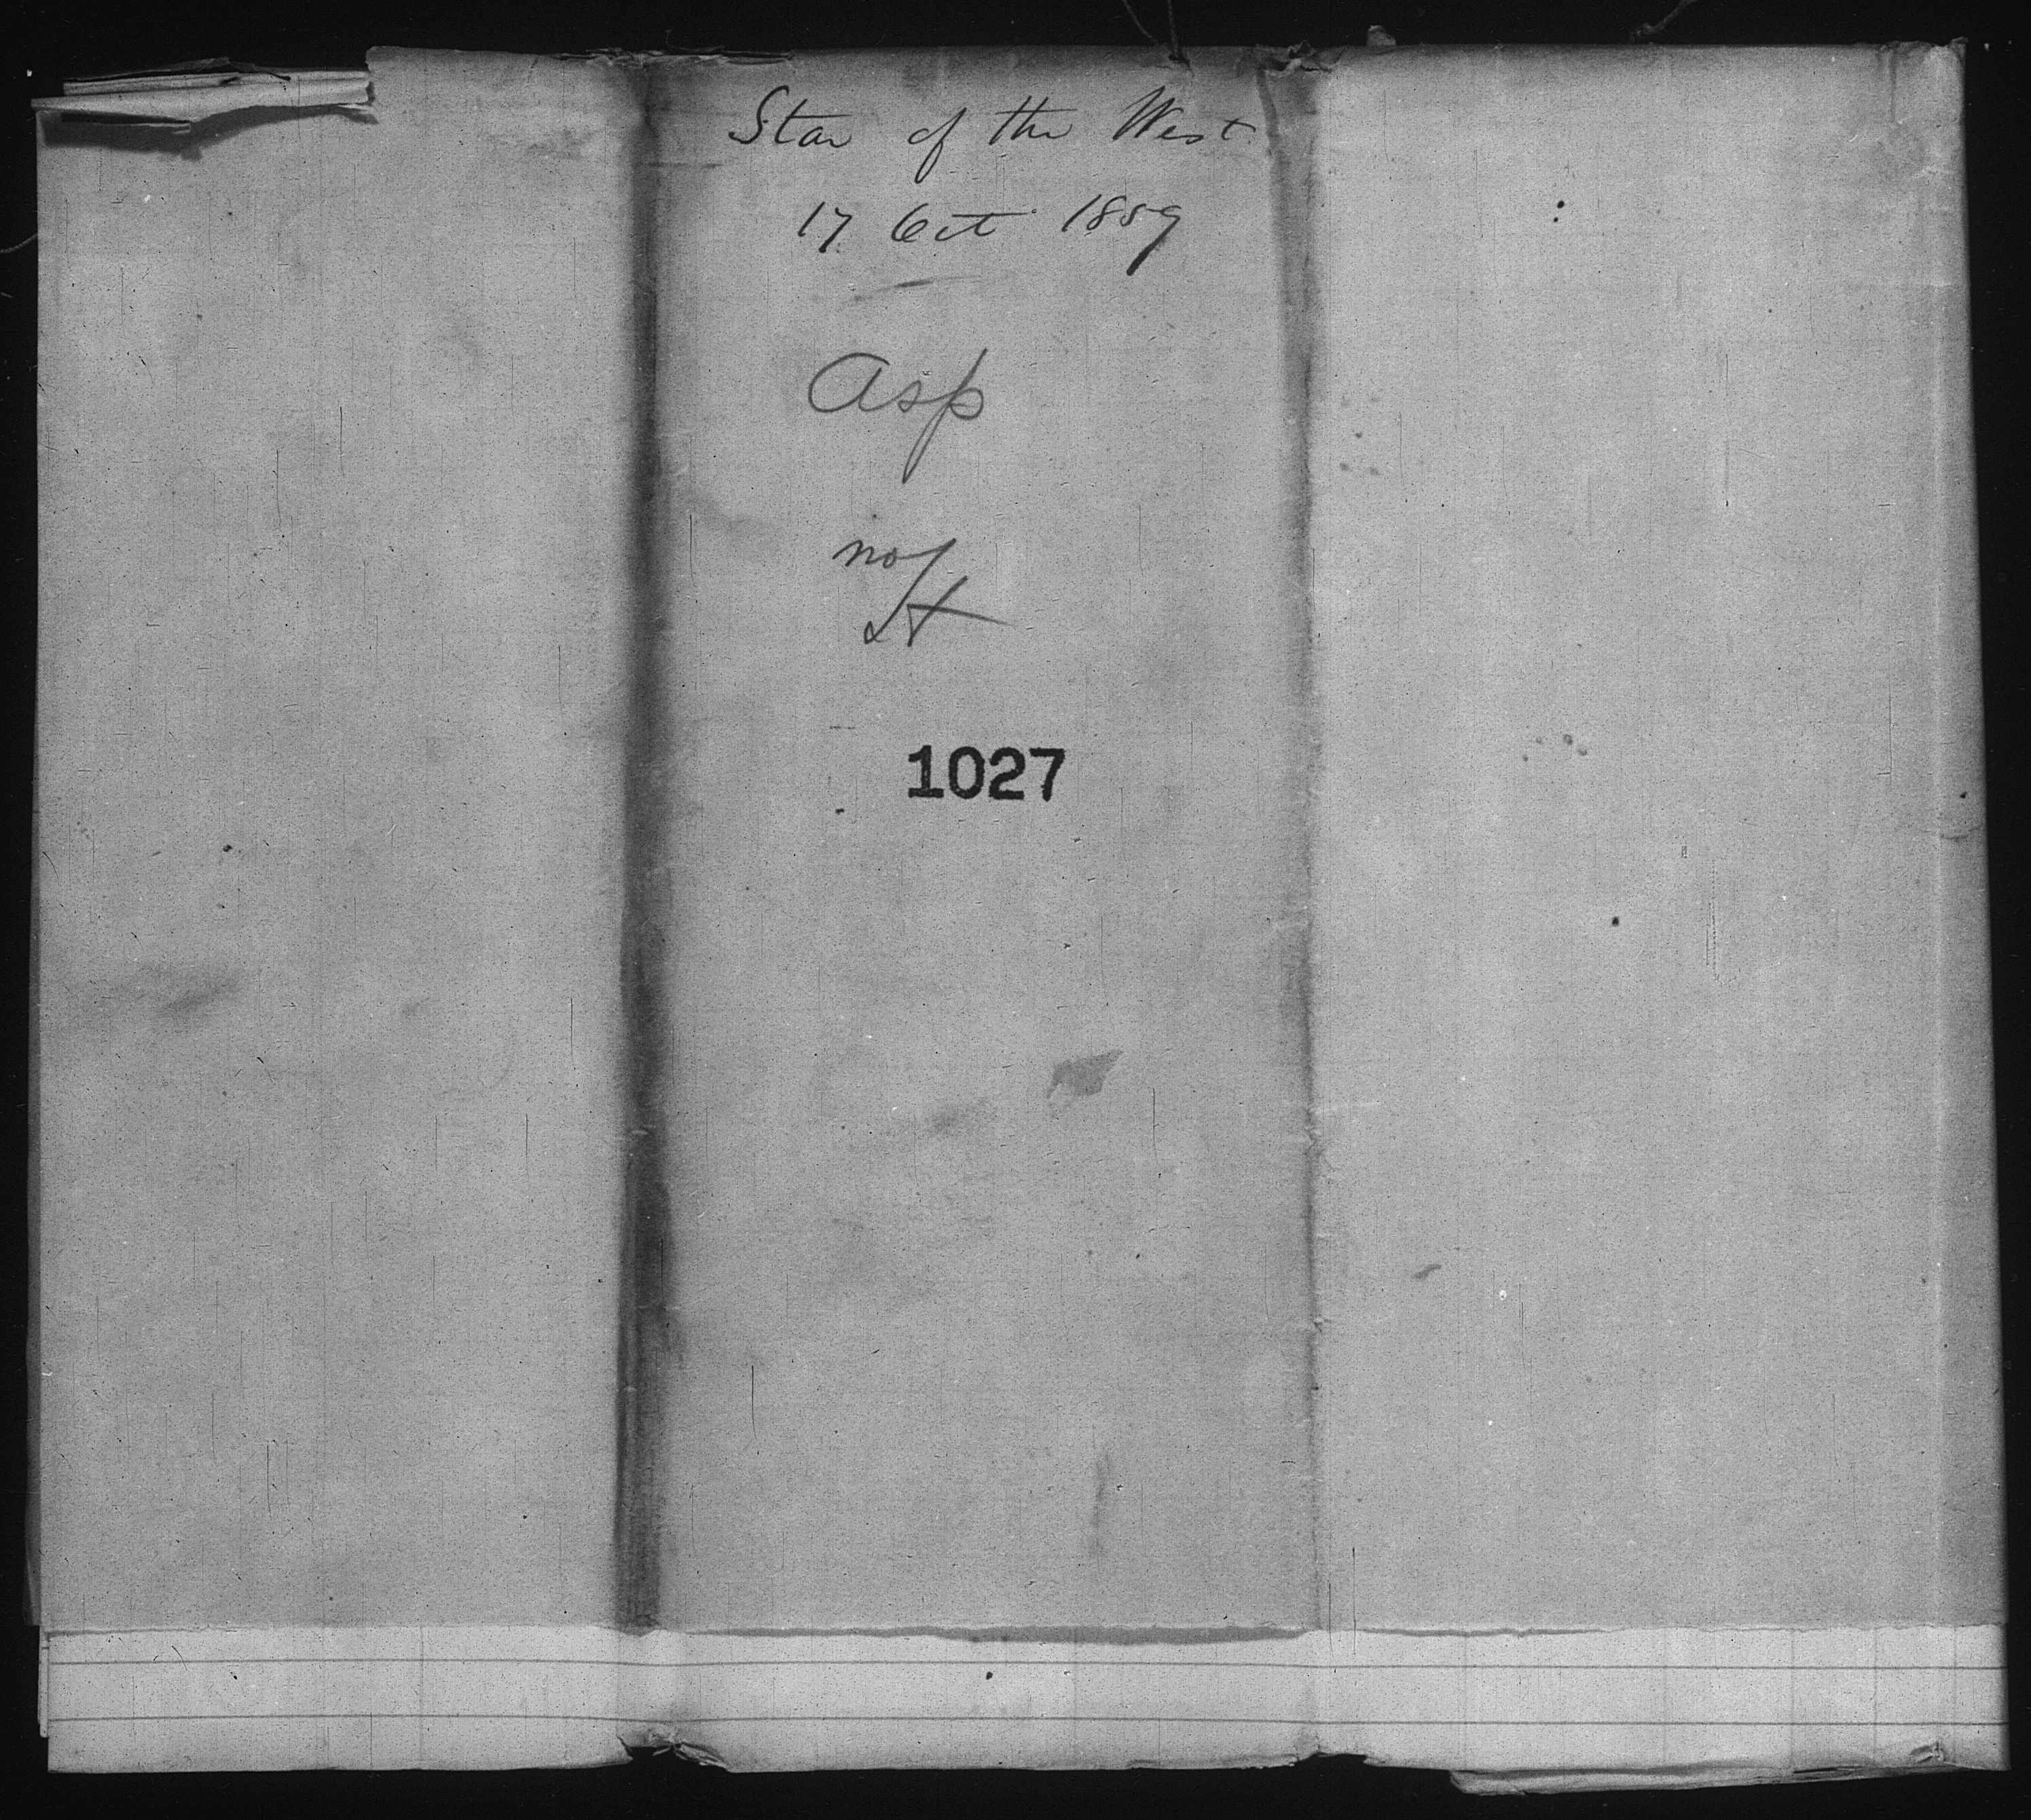 Star of the West
17 Oct 1859
Asp
no/
1027